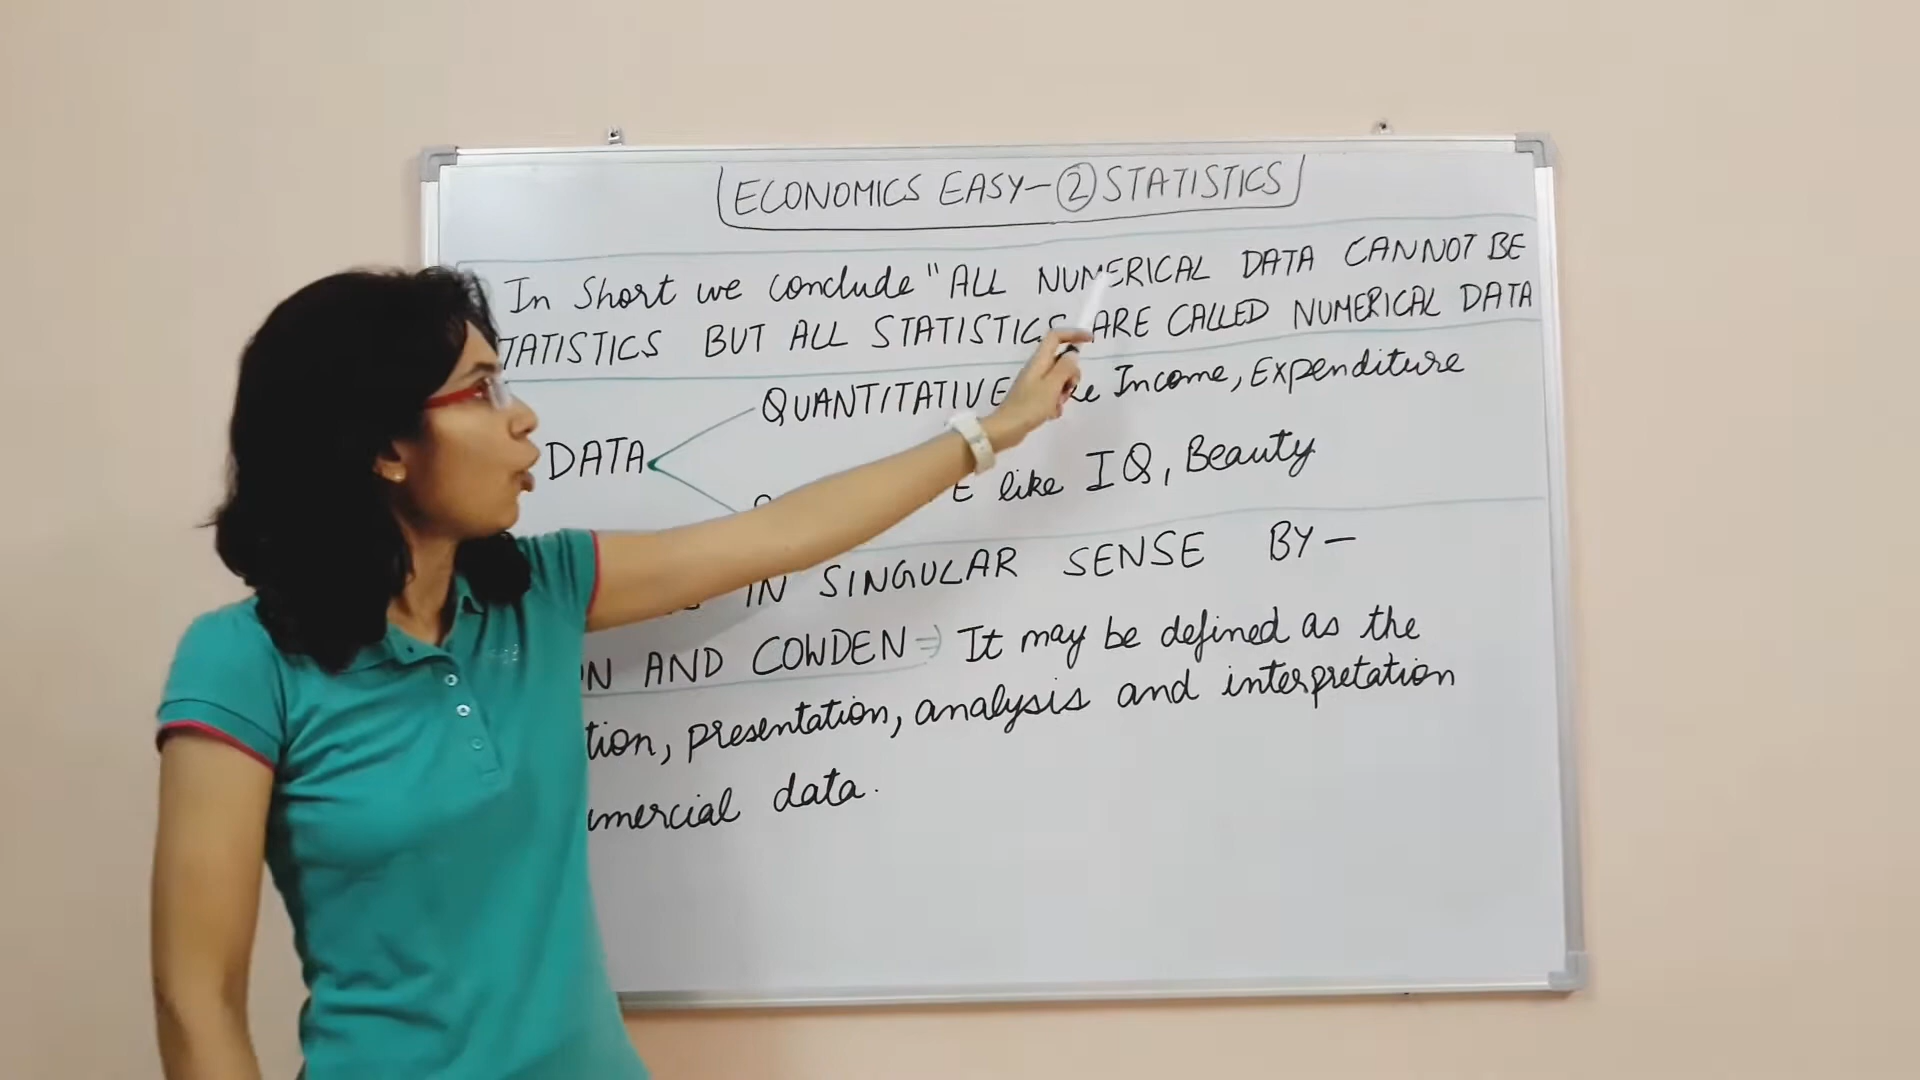 ECONOMICS EASY-② STATISTICS
In Short we conclude "ALL NUMERICAL DATA CANNOT BE
TATISTICS BUT ALL STATISTICS ARE CALLED NUMERICAL DATA
QUANTITATIVE Income, Expenditure
DATA
like IQ, Beauty
IN SINGULAR SENSE BY-
AND COWDEN ⇒ It may be defined as the
tion, presentation, analysis and interpretation
umercial data.